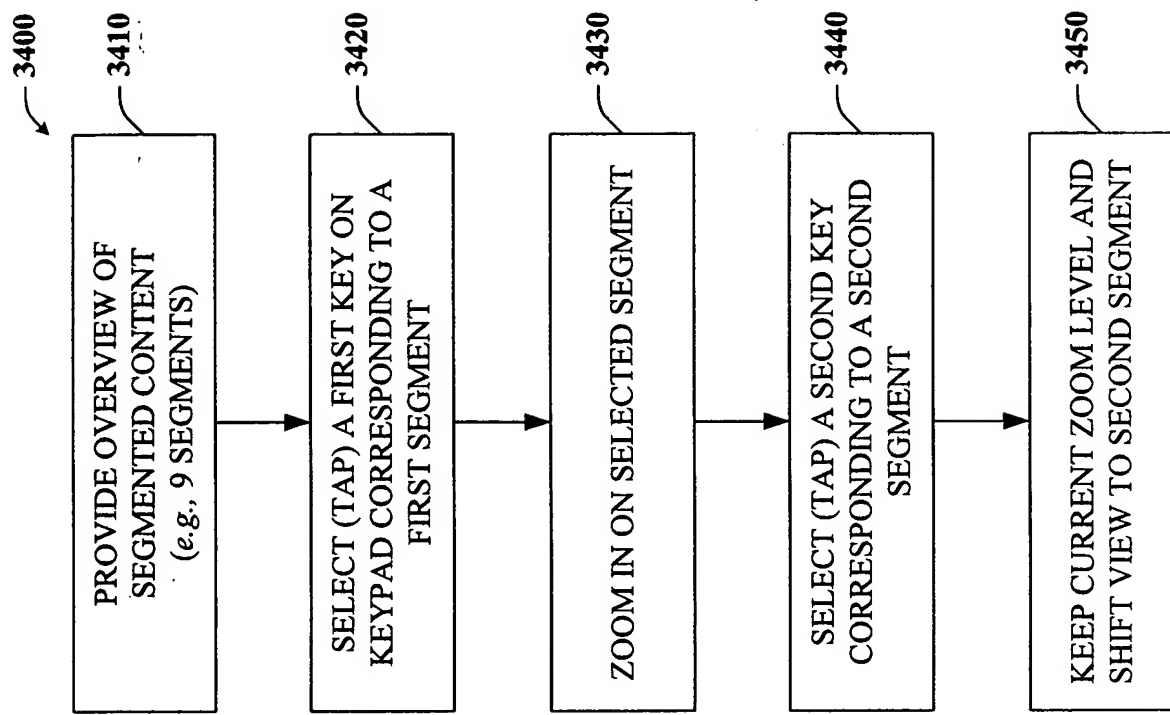 3400
3410
PROVIDE OVERVIEW OF
SEGMENTED CONTENT
(e.g., 9 SEGMENTS)
3420
SELECT (TAP) A FIRST KEY ON
KEYPAD CORRESPONDING TO A
FIRST SEGMENT
3430
ZOOM IN ON SELECTED SEGMENT
3440
SELECT (TAP) A SECOND KEY
CORRESPONDING TO A SECOND
SEGMENT
3450
KEEP CURRENT ZOOM LEVEL AND
SHIFT VIEW TO SECOND SEGMENT